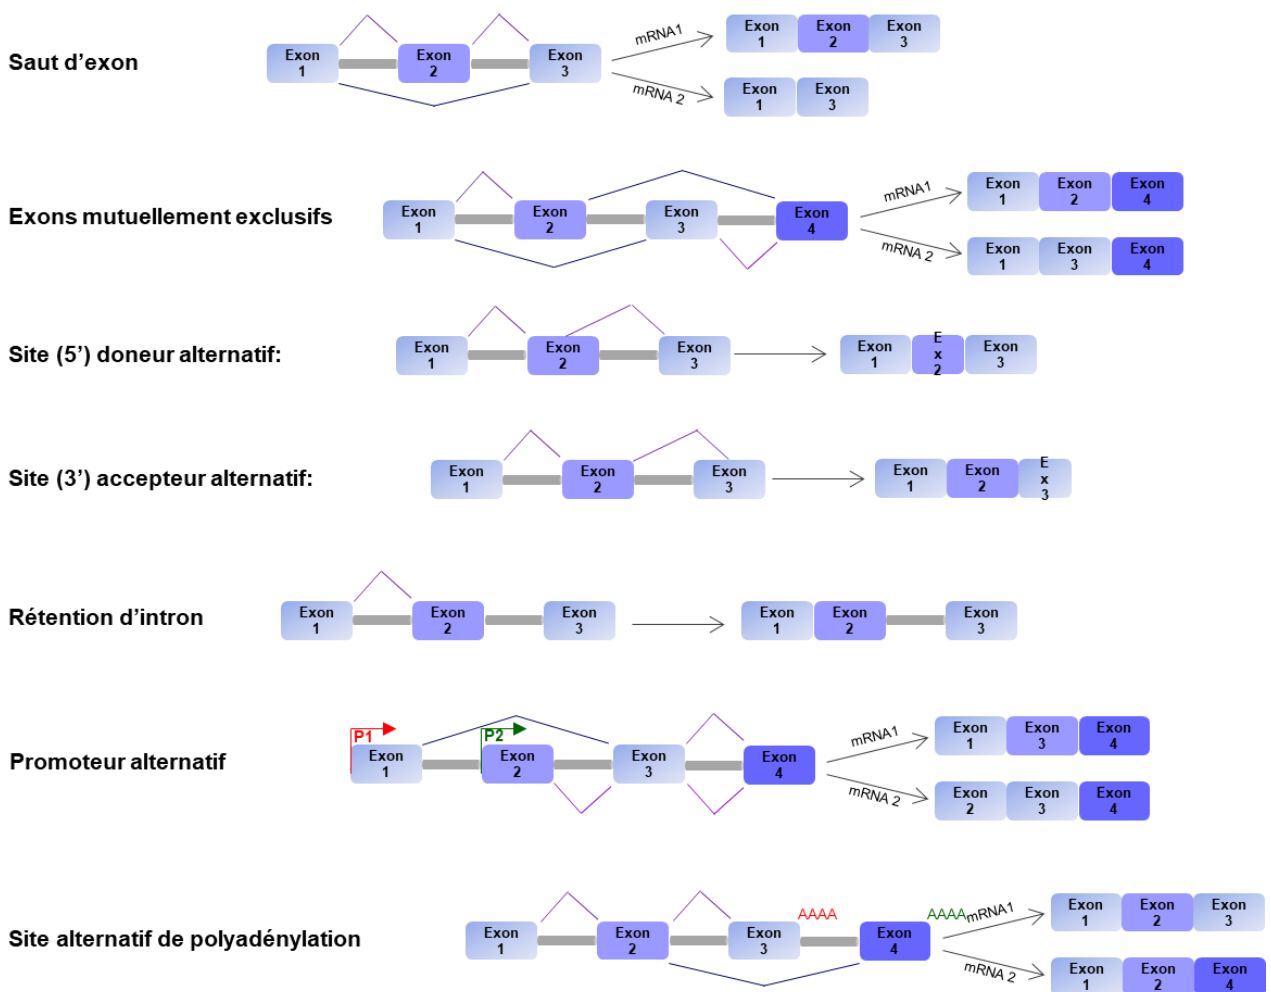 Saut d’exon
Exon
1
Exon
2
Exon
3
mRNA1
mRNA 2
Exon
1
Exon
2
Exon
3
Exon
1
Exon
3
Exons mutuellement exclusifs
Exon
1
Exon
2
Exon
3
Exon
4
mRNA1
mRNA 2
Exon
1
Exon
2
Exon
4
Exon
1
Exon
3
Exon
4
Site (5’) doneur alternatif:
Exon
1
Exon
2
Exon
3
Exon
1
E
x
2
Exon
3
Site (3’) accepteur alternatif:
Exon
1
Exon
2
Exon
3
Exon
1
Exon
2
E
x
3
Rétention d’intron
Exon
1
Exon
2
Exon
3
Exon
1
Exon
2
Exon
3
Promoteur alternatif
P1
Exon
1
P2
Exon
2
Exon
3
Exon
4
mRNA1
mRNA 2
Exon
1
Exon
3
Exon
4
Exon
2
Exon
3
Exon
4
Site alternatif de polyadénylation
Exon
1
Exon
2
Exon
3
AAAA
Exon
4
AAAA
mRNA1
mRNA 2
Exon
1
Exon
2
Exon
3
Exon
1
Exon
2
Exon
4